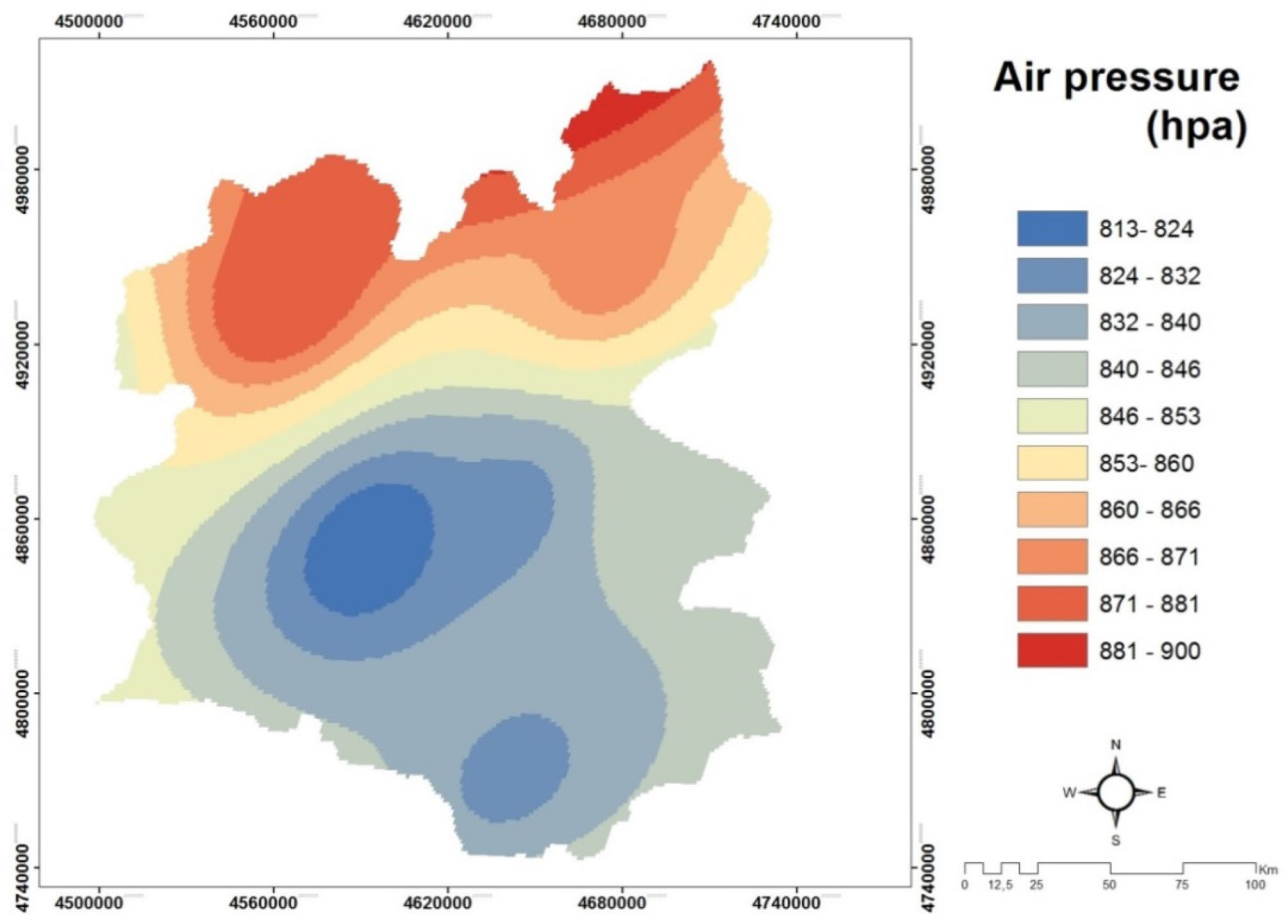 4500000 4560000 4620000 4680000 4740000
Air pressure
(hpa)
4980000 4980000
4920000 4920000
4860000 4860000
4800000 4800000
4740000 4740000
813- 824
824 - 832
832 - 840
840 - 846
846 - 853
853- 860
860 - 866
866 - 871
871 - 881
881 - 900
N
W E
S
Km
0 12,5 25 50 75 100
4500000 4560000 4620000 4680000 4740000